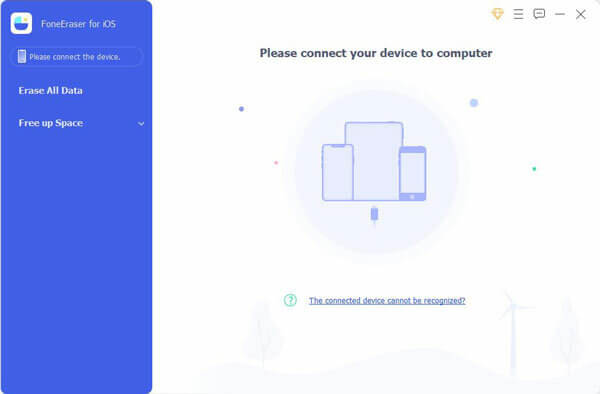 FoneEraser for iOS
Please connect the device.
Erase All Data
Free up Space
Please connect your device to computer
The connected device cannot be recognized?